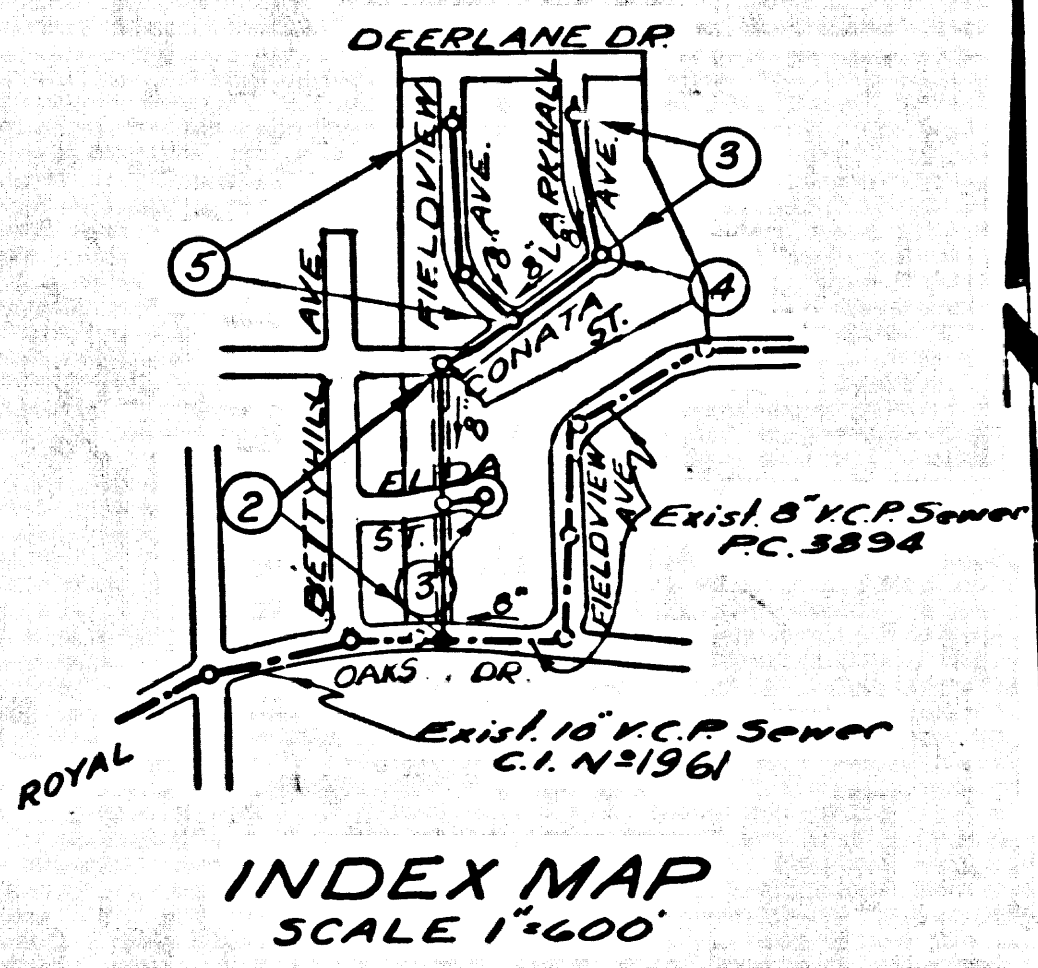 DEERLANE DR.
FIELDVIEW
AVE.
LARKHALL
AVE.
3
5
4
8"
8"
8"
AVE.
CONATA
ST.
8"
BETTYHILL
2
ELDA
ST.
3
FIELDVIEW
AVE
Exist. 8" V.C.P. Sewer
P.C. 3894
8"
OAKS DR.
ROYAL
Exist. 10" V.C.P. Sewer
C.I. Nº 1961
INDEX MAP
SCALE 1"=600'